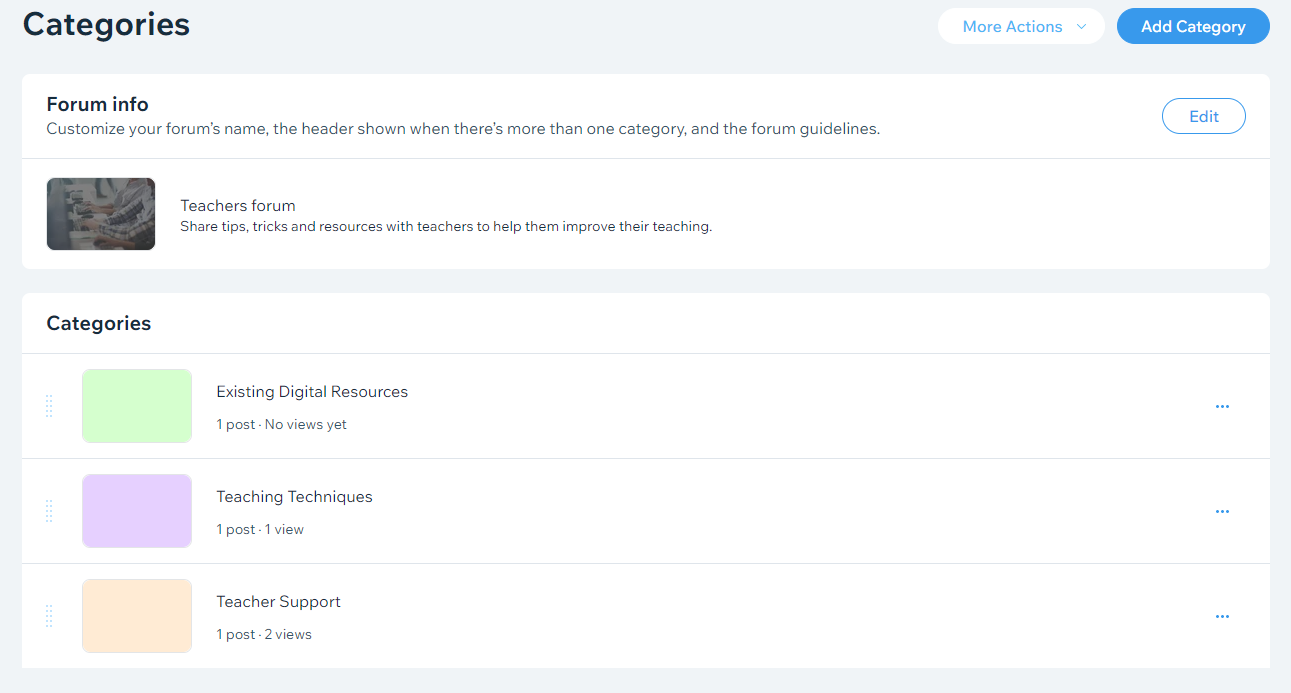 Categories
More Actions
Add Category
Forum info
Customize your forum’s name, the header shown when there’s more than one category, and the forum guidelines.
Edit
Teachers forum
Share tips, tricks and resources with teachers to help them improve their teaching.
Categories
Existing Digital Resources
1 post · No views yet
Teaching Techniques
1 post · 1 view
Teacher Support
1 post · 2 views